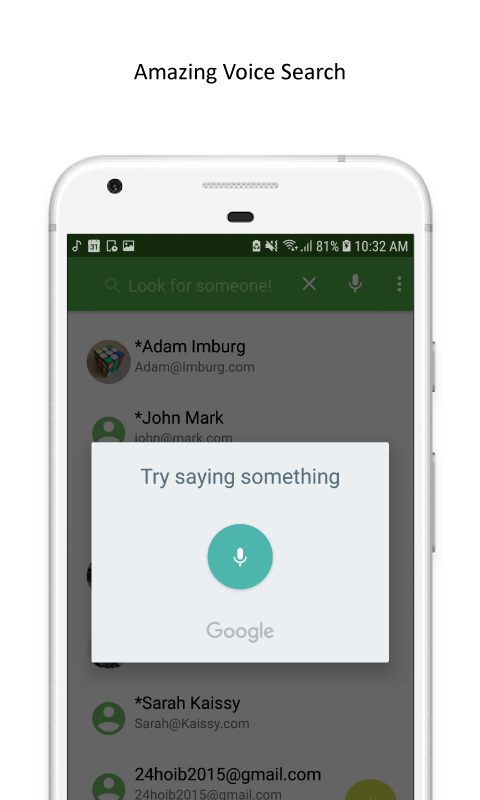 Amazing Voice Search
31 81% 10:32 AM
Look for someone!
*Adam Imburg
Adam@Imburg.com
*John Mark
john@mark.com
Try saying something
Google
*Sarah Kaissy
Sarah@Kaissy.com
24hoib2015@gmail.com
24hoib2015@gmail.com